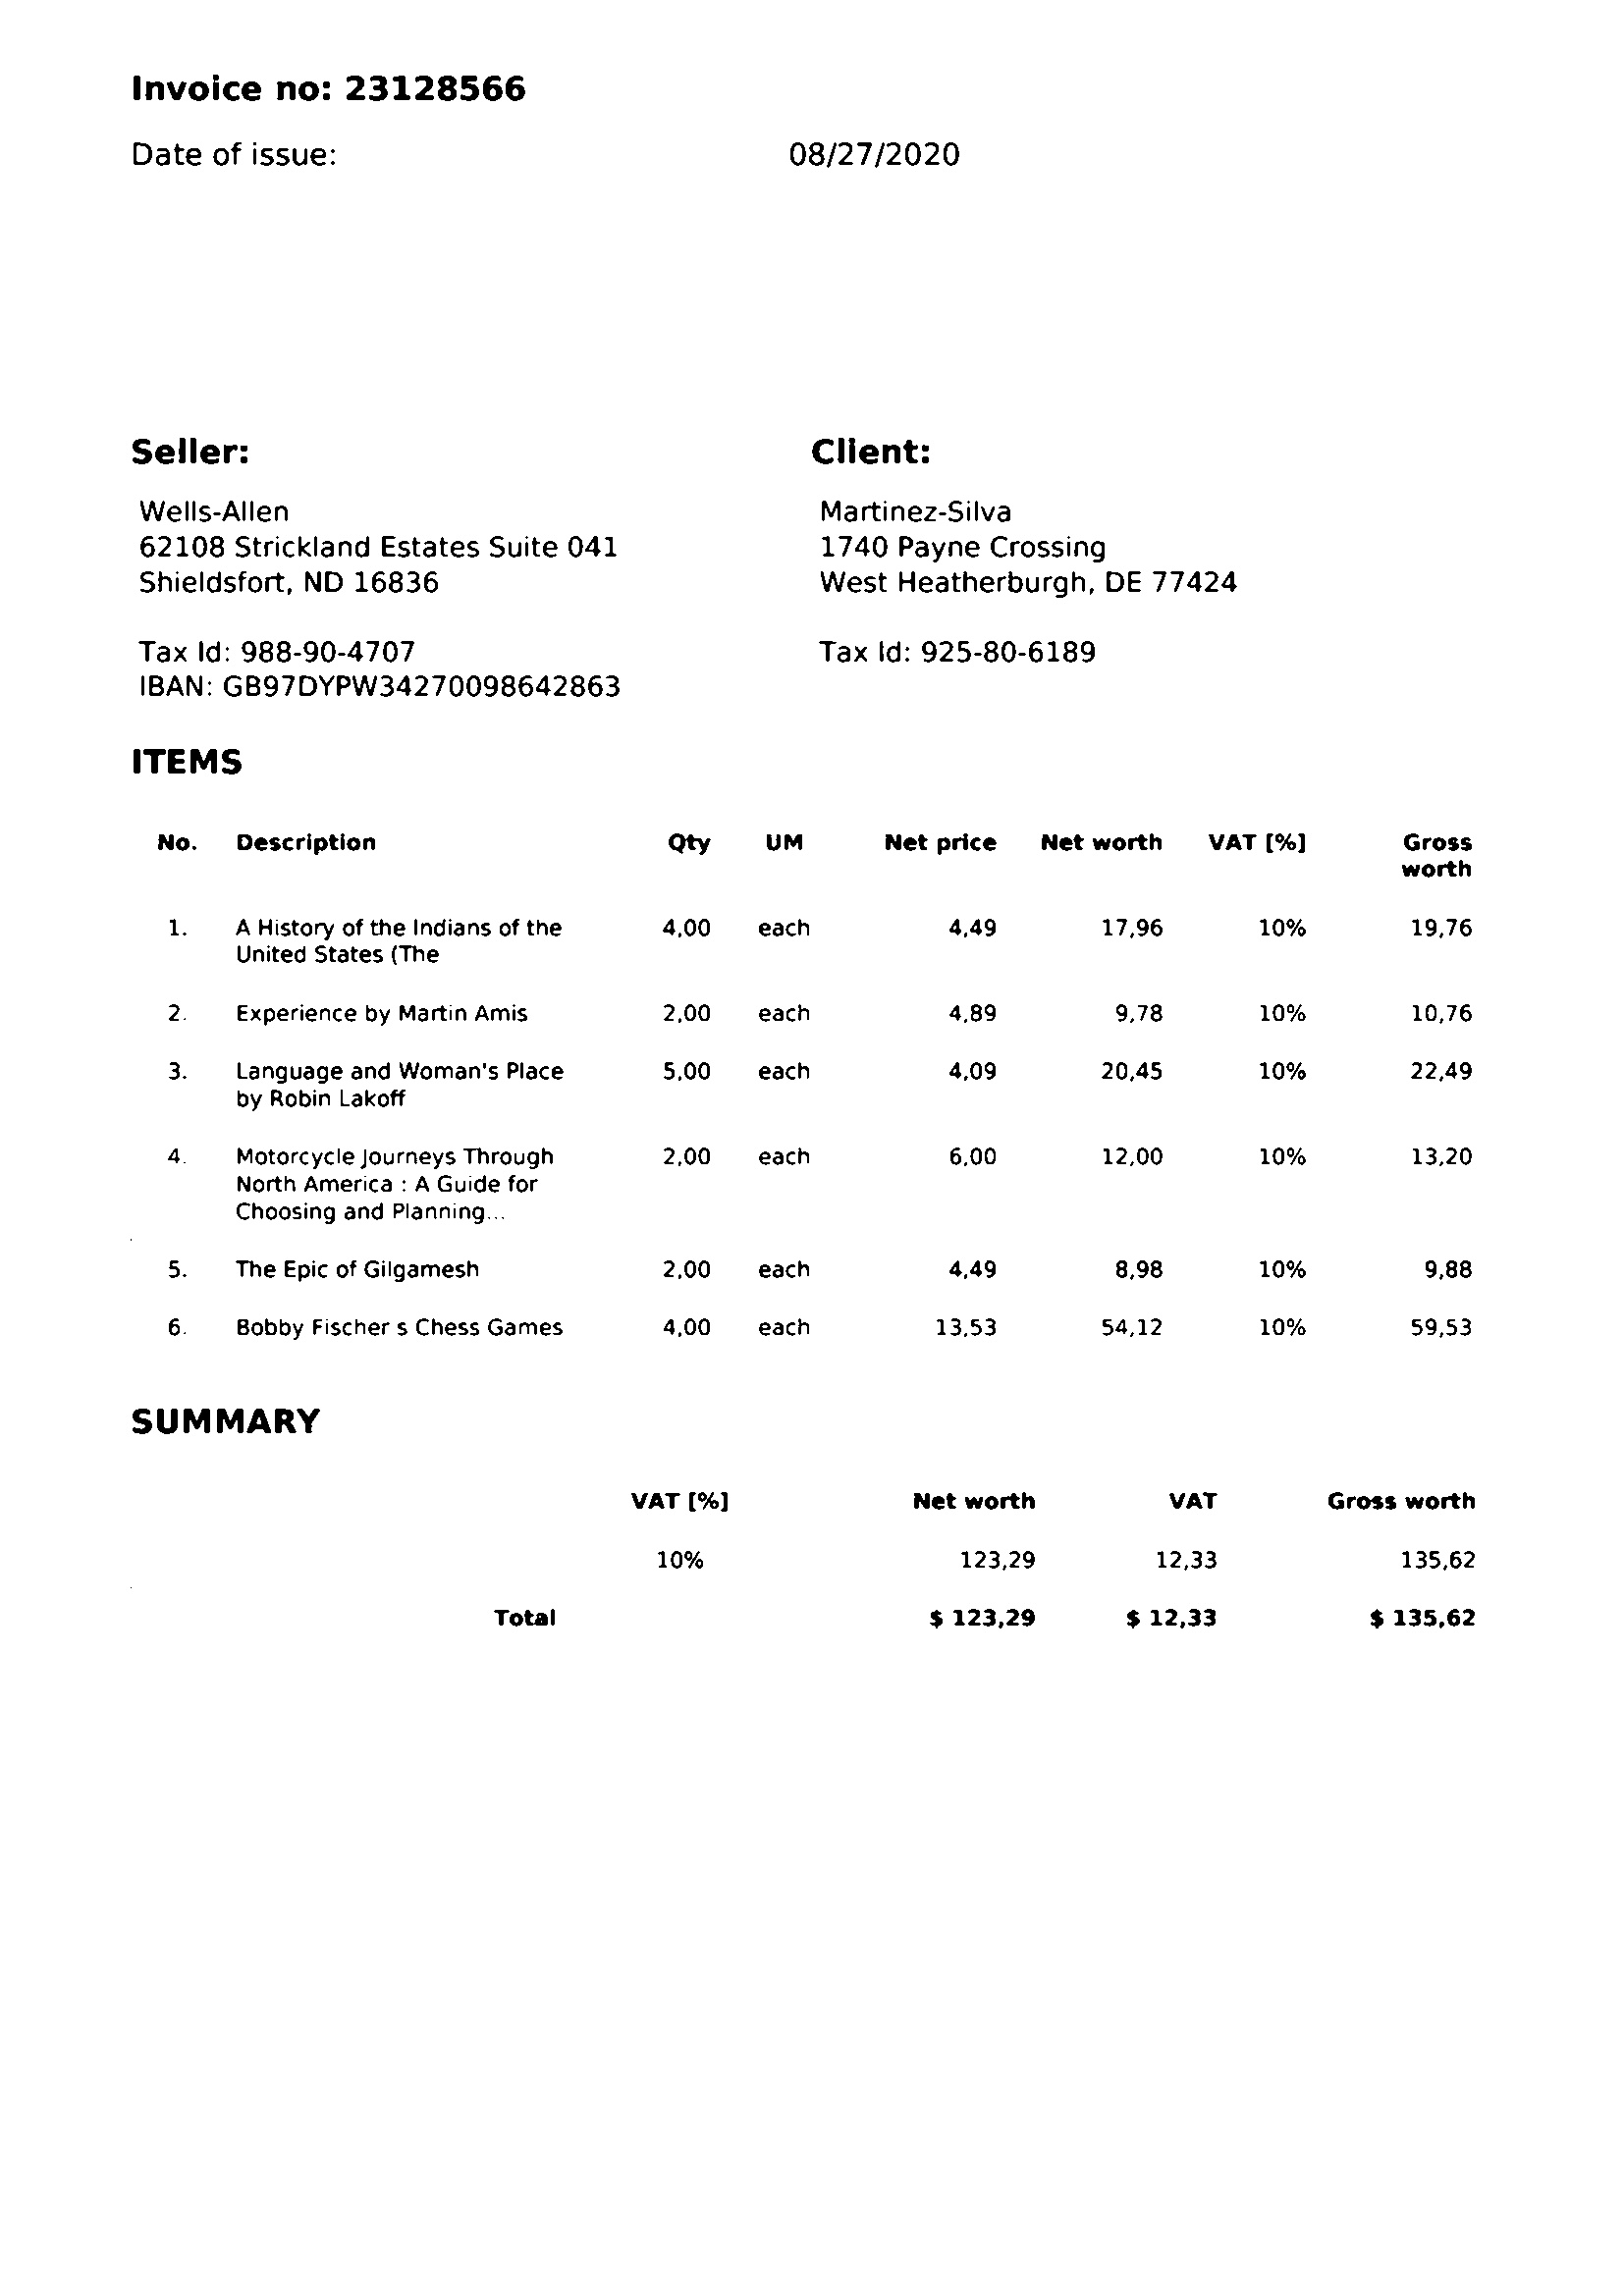 Invoice no: 23128566
Date of issue: 08/27/2020
Seller: Client:
Wells-Allen Martinez-Silva
62108 Strickland Estates Suite 041 1740 Payne Crossing
Shieldsfort, ND 16836 West Heatherburgh, DE 77424
Tax Id: 988-90-4707 Tax Id: 925-80-6189
IBAN: GB97DYPW34270098642863
ITEMS
No. Description Qty UM Net price Net worth VAT [%] Gross
worth
1. A History of the Indians of the 4,00 each 4,49 17,96 10% 19,76
United States (The
2. Experience by Martin Amis 2,00 each 4,89 9,78 10% 10,76
3. Language and Woman's Place 5,00 each 4,09 20,45 10% 22,49
by Robin Lakoff
4. Motorcycle Journeys Through 2,00 each 6,00 12,00 10% 13,20
North America : A Guide for
Choosing and Planning...
5. The Epic of Gilgamesh 2,00 each 4,49 8,98 10% 9,88
6. Bobby Fischer s Chess Games 4,00 each 13,53 54,12 10% 59,53
SUMMARY
VAT [%] Net worth VAT Gross worth
10% 123,29 12,33 135,62
Total $ 123,29 $ 12,33 $ 135,62